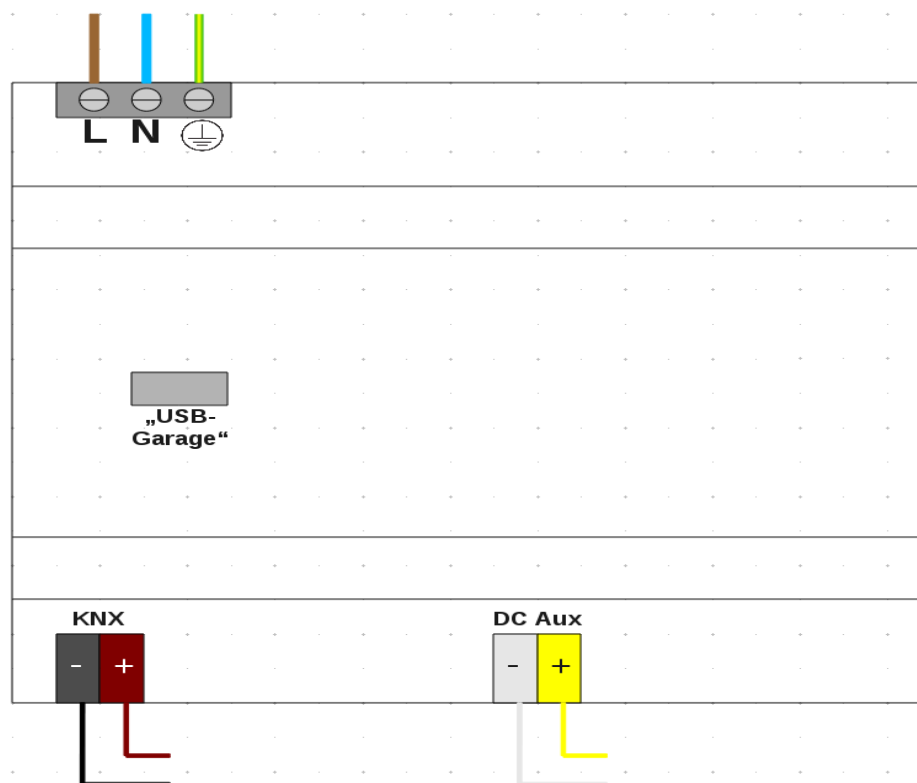 L N
„USB-
Garage“
KNX DC Aux
- + - +